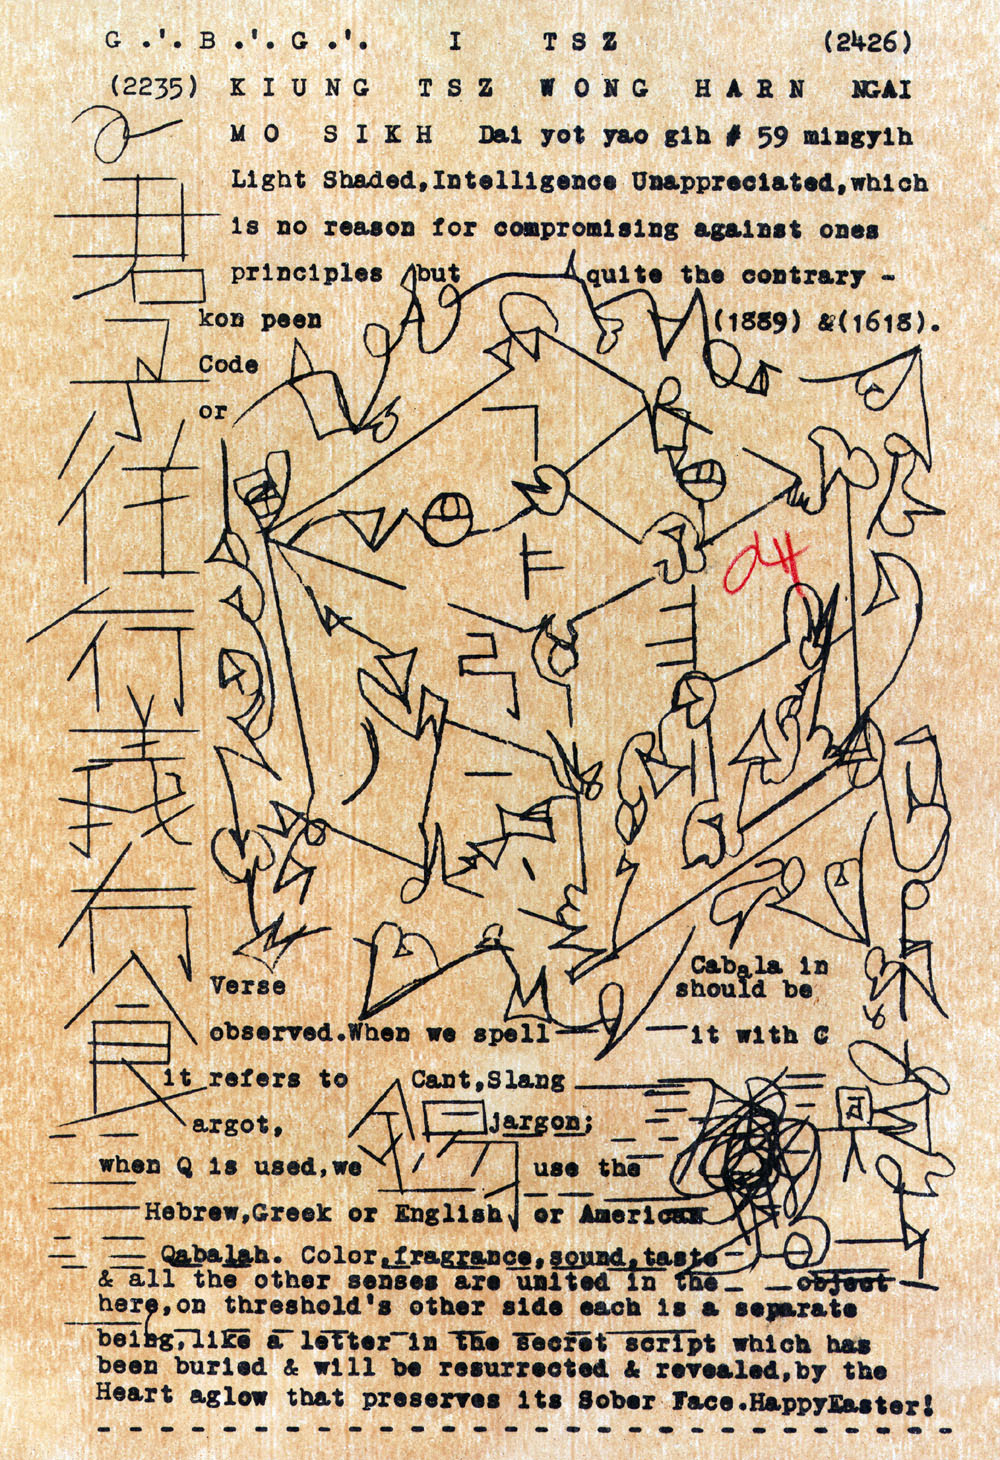 G .'. B .'. G .'. I TSZ (2426)
(2235) KIUNG TSZ WONG HARN NGAI
MO SIKH Dai yot yao gih # 59 mingyih
Light Shaded,Intelligence Unappreciated,which
is no reason for compromising against ones
principles but quite the contrary -
kon peen (1889) &(1618).
Code
or
君
子
往
行
義
有
食
Verse Cabala in
should be
observed.When we spell it with C
it refers to Cant,Slang
argot, jargon;
when Q is used,we use the
Hebrew,Greek or English or American
Qabalah. Color,fragrance,sound,taste
& all the other senses are united in the object
here,on threshold's other side each is a separate
being,like a letter in the secret script which has
been buried & will be resurrected & revealed,by the
Heart aglow that preserves its Sober Face.HappyEaster!